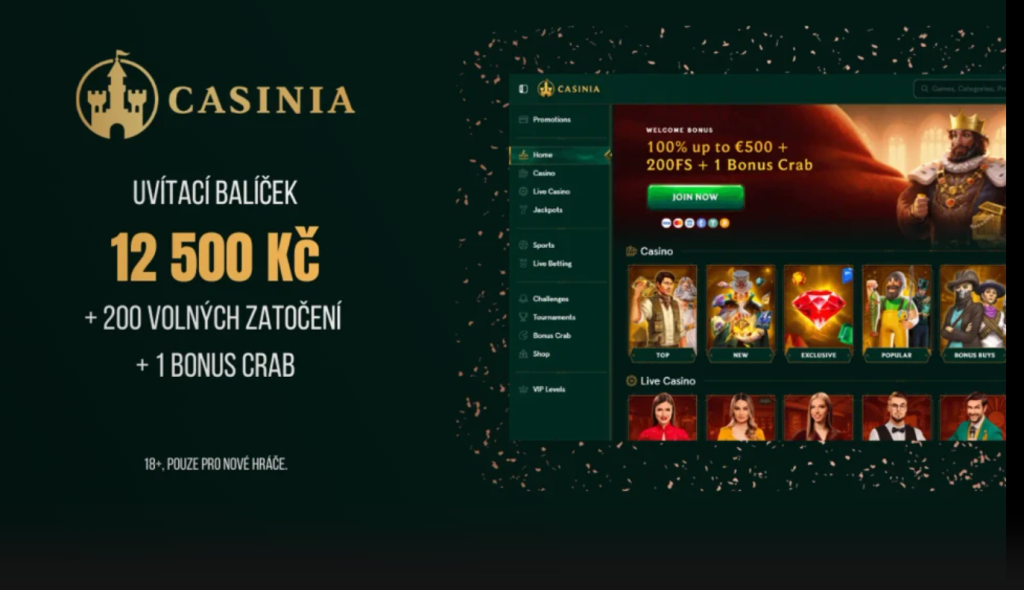 CASINIA
UVÍTACÍ BALÍČEK
12 500 KČ
+ 200 VOLNÝCH ZATOČENÍ
+ 1 BONUS CRAB
18+, POUZE PRO NOVÉ HRÁČE.
CASINIA
Games, Categories,
Promotions
Home
Casino
Live Casino
Jackpots
Sports
Live Betting
Challenges
Tournaments
Bonus Crab
Shop
VIP Levels
WELCOME BONUS
100% up to €500 +
200FS + 1 Bonus Crab
JOIN NOW
Casino
TOP
NEW
EXCLUSIVE
POPULAR
BONUS BUYS
Live Casino